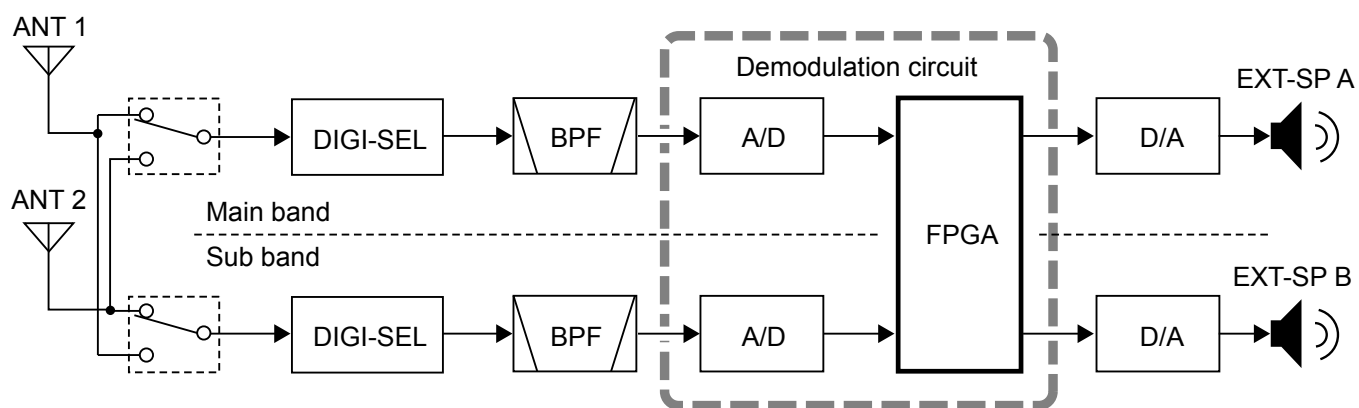 ANT 1
Demodulation circuit
EXT-SP A
DIGI-SEL
BPF
A/D
D/A
ANT 2
Main band
FPGA
Sub band
EXT-SP B
DIGI-SEL
BPF
A/D
D/A